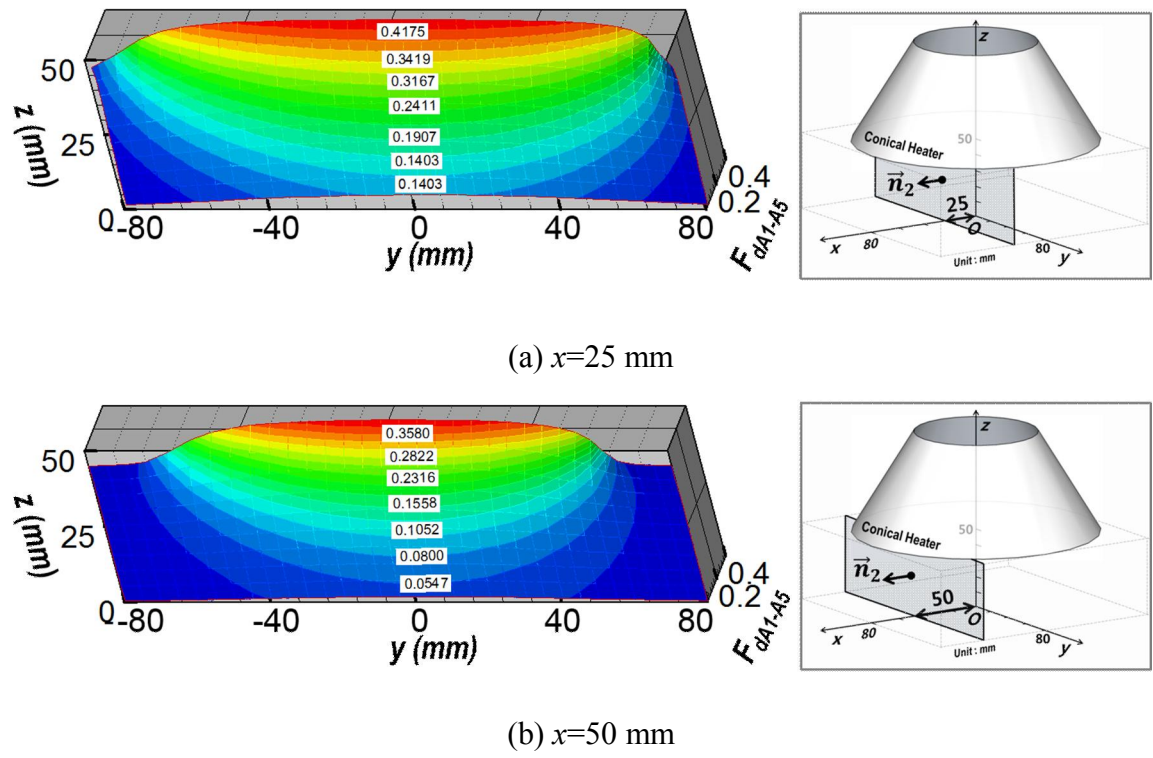 0.4175
0.3419
0.3167
0.2411
0.1907
0.1403
0.1403
50
25
0
z (mm)
-80
-40
0
40
80
y (mm)
0.4
0.2
F_dA1-A5
z
50
Conical Heater
n⃗₂
25
O
x
80
80
y
Unit : mm
(a) x=25 mm
0.3580
0.2822
0.2316
0.1558
0.1052
0.0800
0.0547
50
25
0
z (mm)
-80
-40
0
40
80
y (mm)
0.4
0.2
F_dA1-A5
z
50
Conical Heater
n⃗₂
50
O
x
80
80
y
Unit : mm
(b) x=50 mm